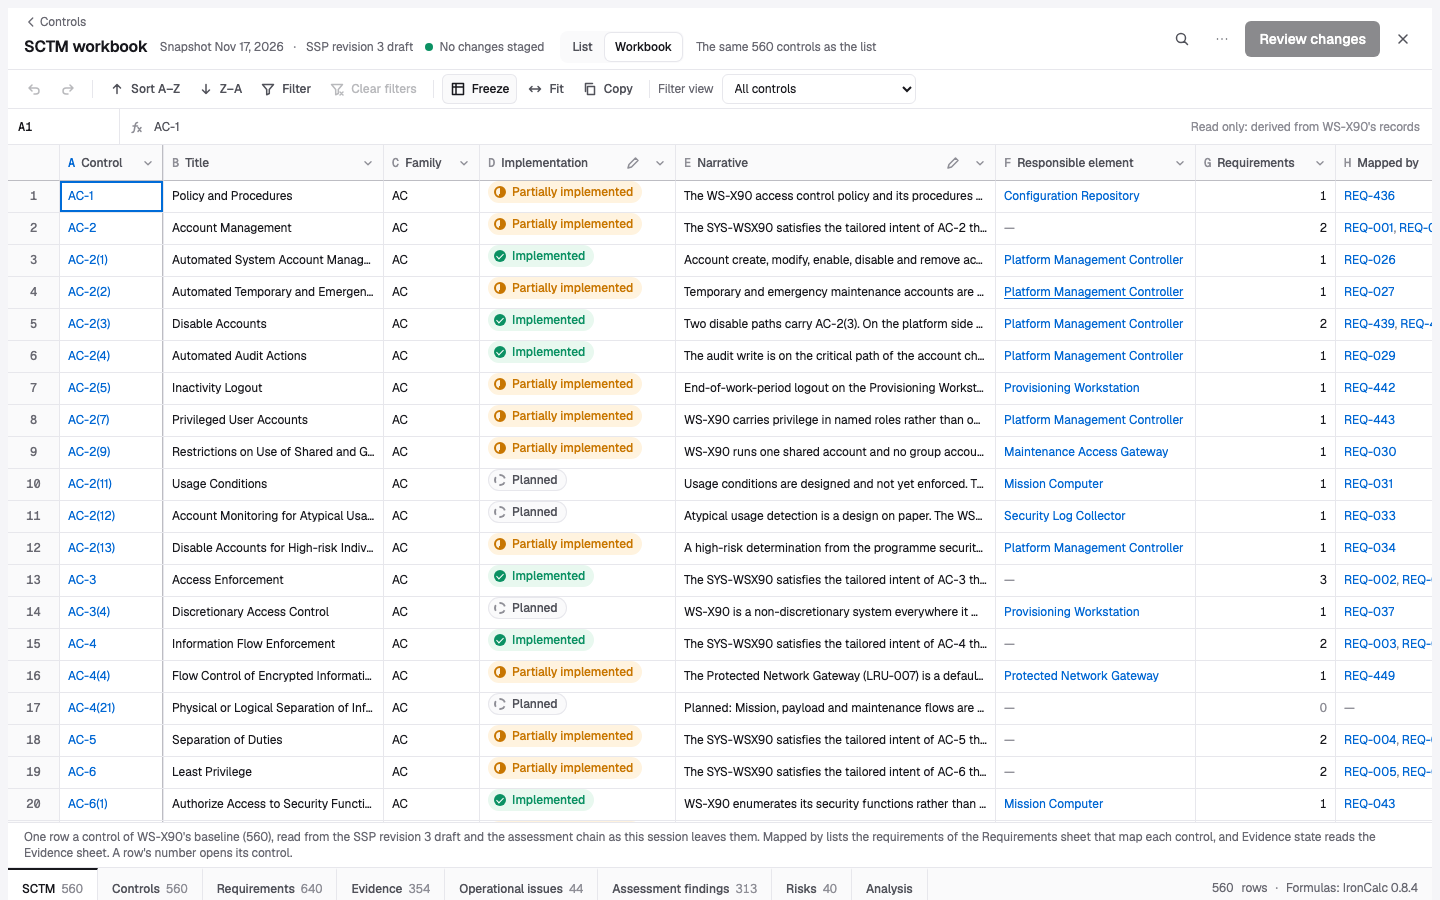 Controls
SCTM workbook Snapshot Nov 17, 2026 · SSP revision 3 draft No changes staged List Workbook The same 560 controls as the list ... Review changes
Sort A–Z Z–A Filter Clear filters Freeze Fit Copy Filter view All controls
A1 fx AC-1 Read only: derived from WS-X90's records
A Control B Title C Family D Implementation E Narrative F Responsible element G Requirements H Mapped by
1 AC-1 Policy and Procedures AC Partially implemented The WS-X90 access control policy and its procedures … Configuration Repository 1 REQ-436
2 AC-2 Account Management AC Partially implemented The SYS-WSX90 satisfies the tailored intent of AC-2 th… — 2 REQ-001, REQ-0
3 AC-2(1) Automated System Account Manag… AC Implemented Account create, modify, enable, disable and remove ac… Platform Management Controller 1 REQ-026
4 AC-2(2) Automated Temporary and Emergen… AC Partially implemented Temporary and emergency maintenance accounts are … Platform Management Controller 1 REQ-027
5 AC-2(3) Disable Accounts AC Implemented Two disable paths carry AC-2(3). On the platform side … Platform Management Controller 2 REQ-439, REQ-4
6 AC-2(4) Automated Audit Actions AC Implemented The audit write is on the critical path of the account ch… Platform Management Controller 1 REQ-029
7 AC-2(5) Inactivity Logout AC Partially implemented End-of-work-period logout on the Provisioning Workst… Provisioning Workstation 1 REQ-442
8 AC-2(7) Privileged User Accounts AC Partially implemented WS-X90 carries privilege in named roles rather than o… Platform Management Controller 1 REQ-443
9 AC-2(9) Restrictions on Use of Shared and G… AC Partially implemented WS-X90 runs one shared account and no group accou… Maintenance Access Gateway 1 REQ-030
10 AC-2(11) Usage Conditions AC Planned Usage conditions are designed and not yet enforced. T… Mission Computer 1 REQ-031
11 AC-2(12) Account Monitoring for Atypical Usa… AC Planned Atypical usage detection is a design on paper. The WS… Security Log Collector 1 REQ-033
12 AC-2(13) Disable Accounts for High-risk Indiv… AC Partially implemented A high-risk determination from the programme securit… Platform Management Controller 1 REQ-034
13 AC-3 Access Enforcement AC Implemented The SYS-WSX90 satisfies the tailored intent of AC-3 th… — 3 REQ-002, REQ-
14 AC-3(4) Discretionary Access Control AC Planned WS-X90 is a non-discretionary system everywhere it … Provisioning Workstation 1 REQ-037
15 AC-4 Information Flow Enforcement AC Implemented The SYS-WSX90 satisfies the tailored intent of AC-4 th… — 2 REQ-003, REQ-
16 AC-4(4) Flow Control of Encrypted Informati… AC Partially implemented The Protected Network Gateway (LRU-007) is a defaul… Protected Network Gateway 1 REQ-449
17 AC-4(21) Physical or Logical Separation of Inf… AC Planned Planned: Mission, payload and maintenance flows are … — 0 —
18 AC-5 Separation of Duties AC Partially implemented The SYS-WSX90 satisfies the tailored intent of AC-5 th… — 2 REQ-004, REQ-
19 AC-6 Least Privilege AC Partially implemented The SYS-WSX90 satisfies the tailored intent of AC-6 th… — 2 REQ-005, REQ-
20 AC-6(1) Authorize Access to Security Functi… AC Implemented WS-X90 enumerates its security functions rather than … Mission Computer 1 REQ-043
One row a control of WS-X90's baseline (560), read from the SSP revision 3 draft and the assessment chain as this session leaves them. Mapped by lists the requirements of the Requirements sheet that map each control, and Evidence state reads the
Evidence sheet. A row's number opens its control.
SCTM 560 Controls 560 Requirements 640 Evidence 354 Operational issues 44 Assessment findings 313 Risks 40 Analysis 560 rows · Formulas: IronCalc 0.8.4